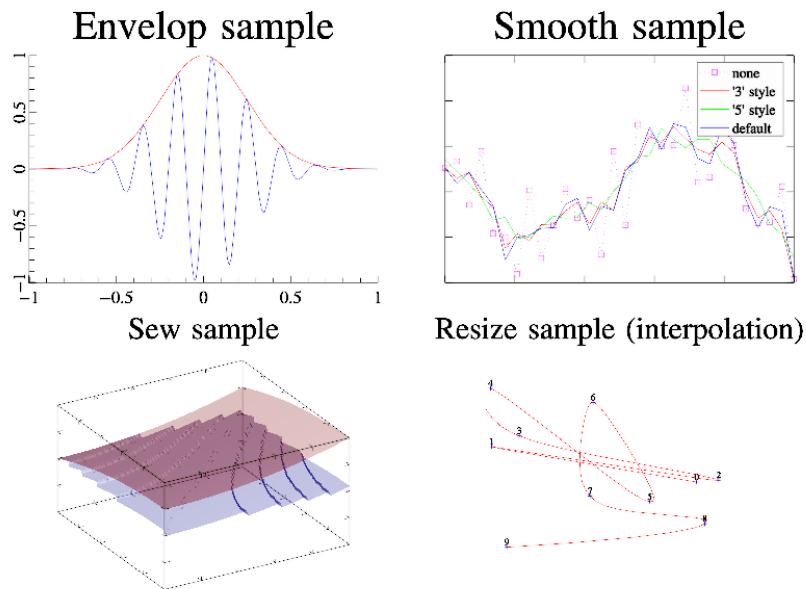 Envelop sample
Smooth sample
1
0.5
0
−0.5
−1
−1
−0.5
0
0.5
1
none
'3' style
'5' style
default
Sew sample
Resize sample (interpolation)
4
6
3
1
0
2
7
5
8
9